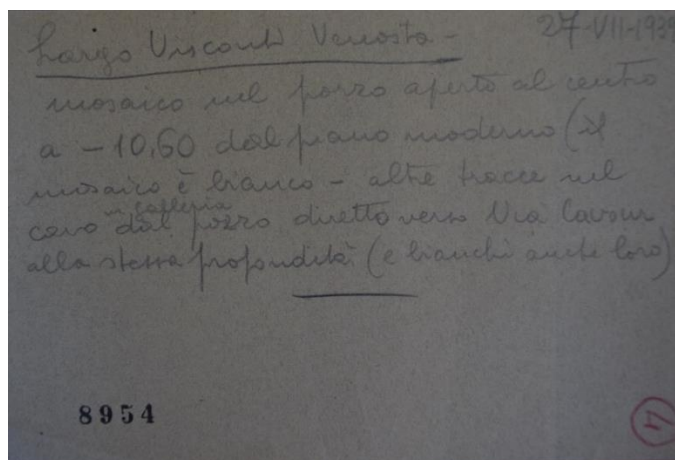 Largo Visconti Venosta - 27-VII-1939
mosaico nel pozzo aperto al centro
a - 10,60 dal piano moderno (il
mosaico è bianco - altre tracce nel
in galleria
cavo dal pozzo diretto verso Via Cavour
alla stessa profondità (e bianchi anche loro)
8954
4